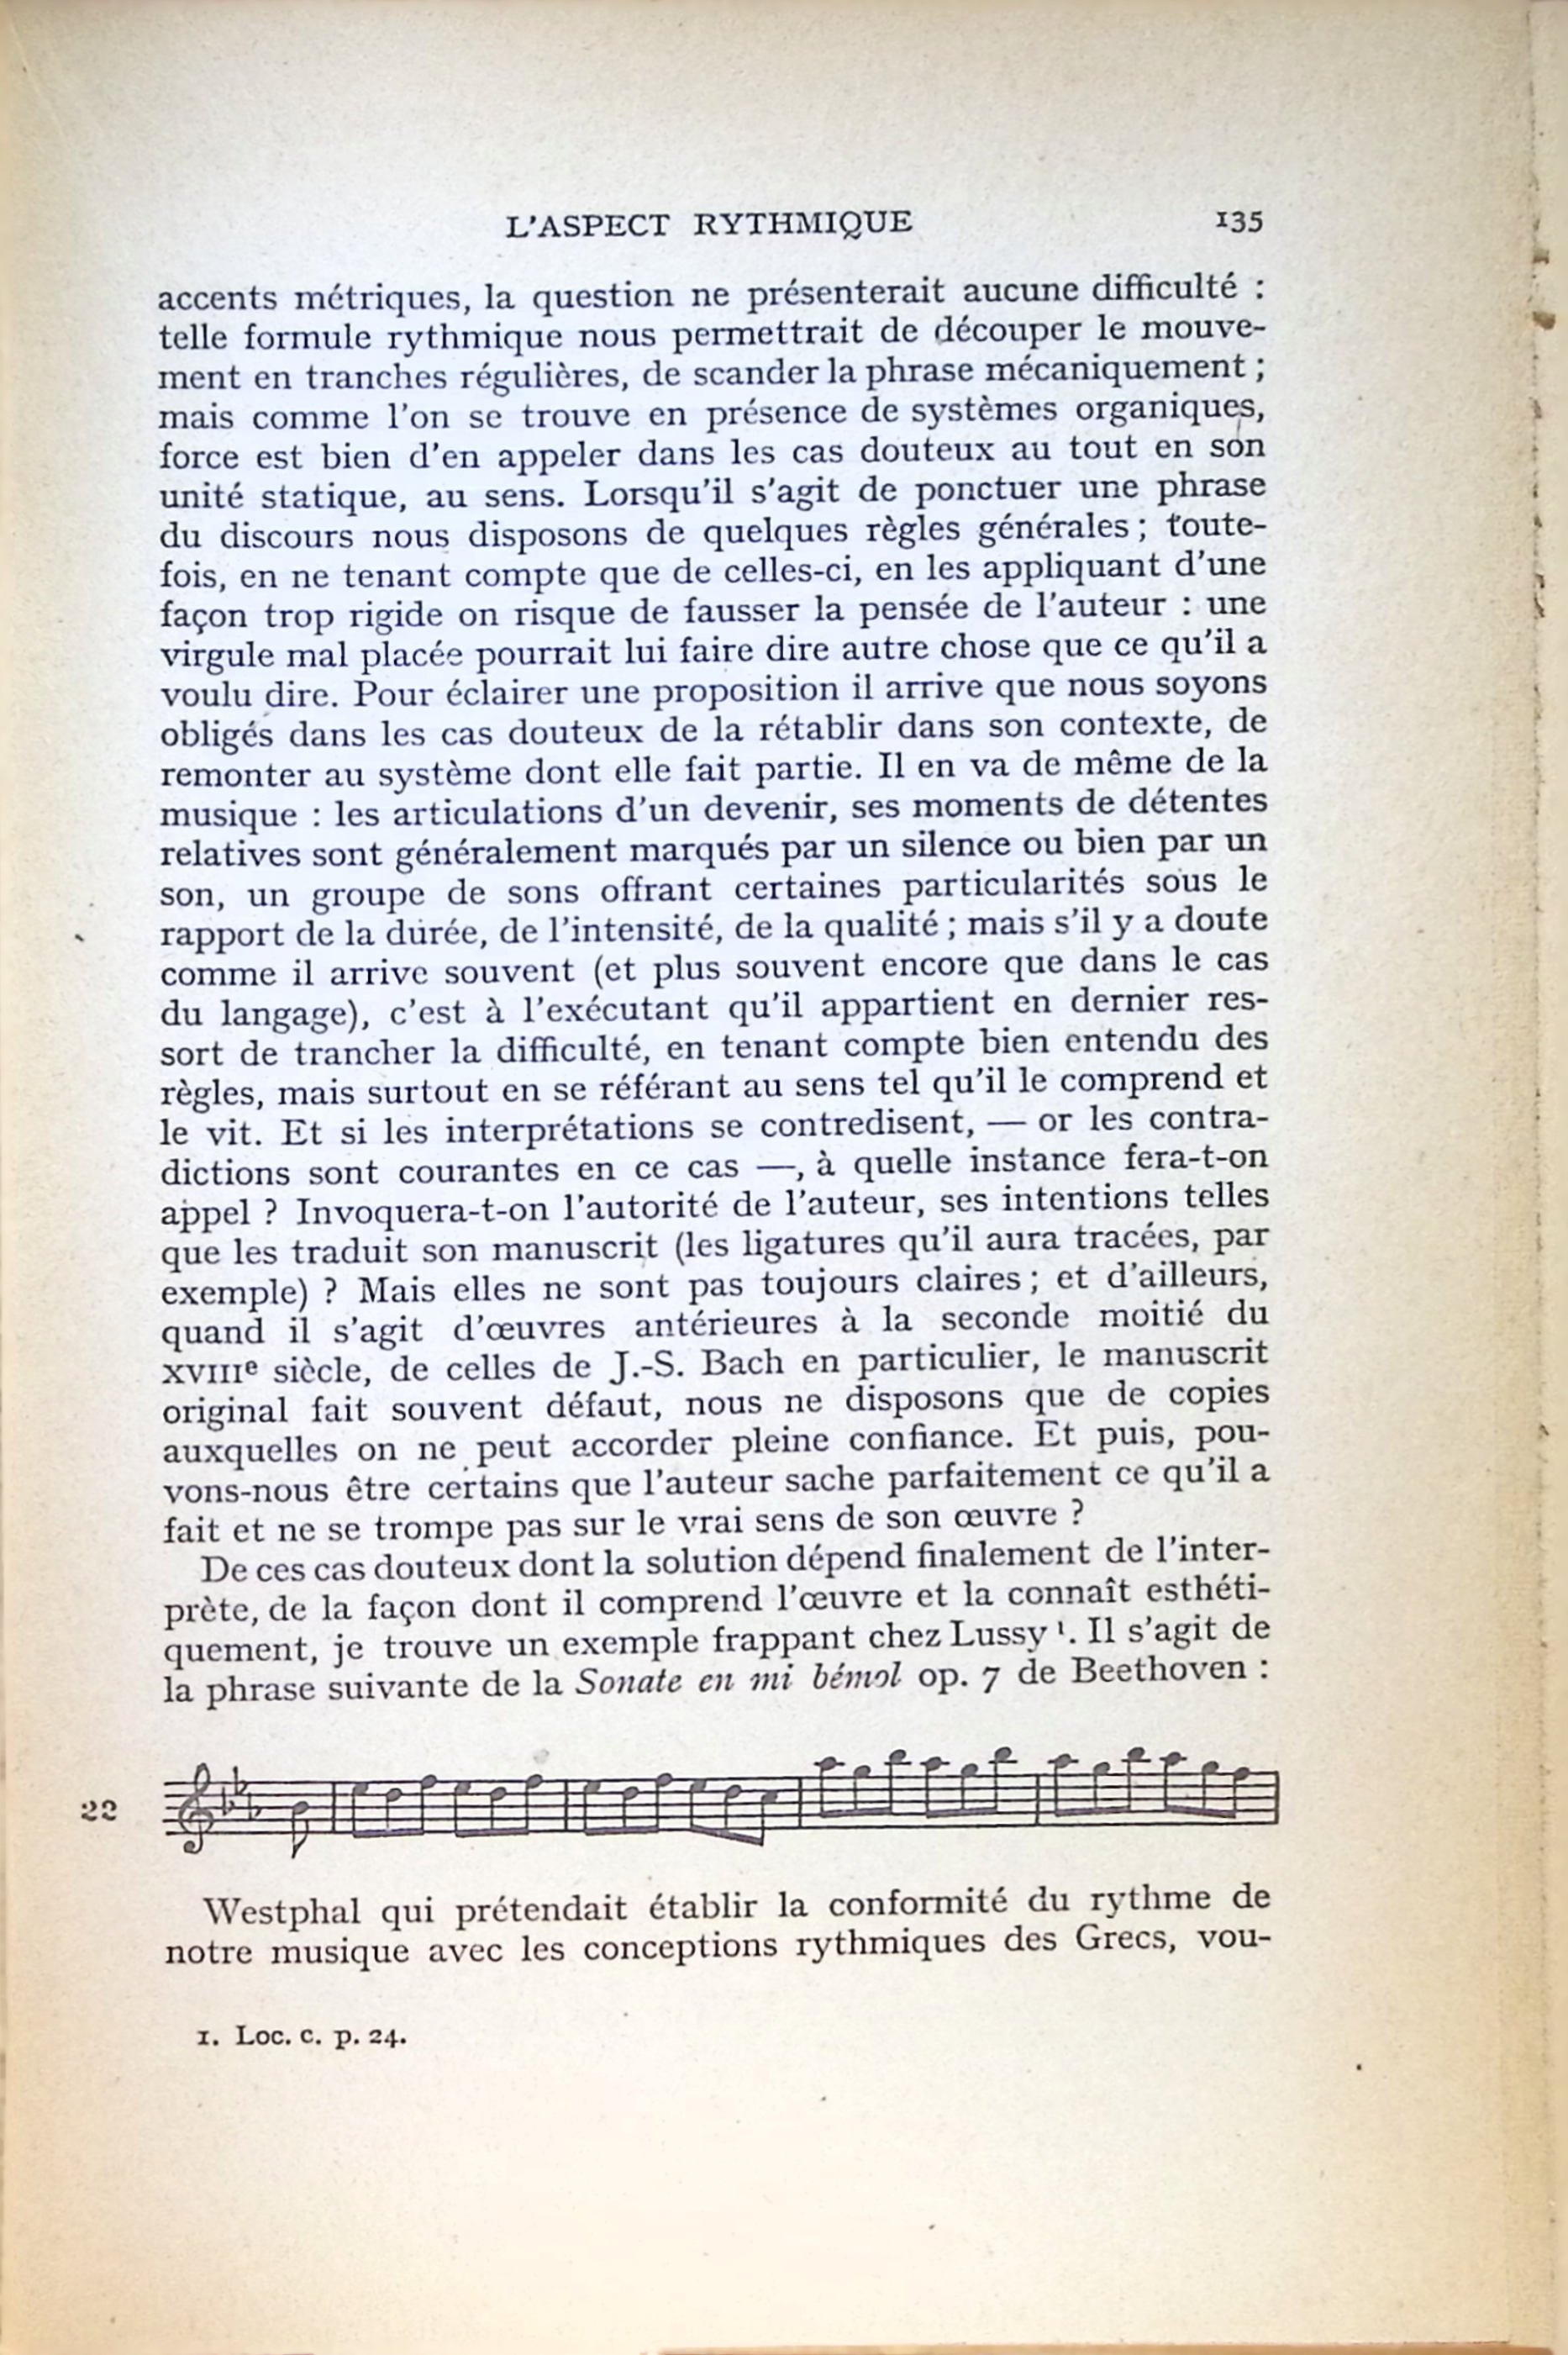 L'ASPECT RYTHMIQUE 135
accents métriques, la question ne présenterait aucune difficulté :
telle formule rythmique nous permettrait de découper le mouve-
ment en tranches régulières, de scander la phrase mécaniquement ;
mais comme l'on se trouve en présence de systèmes organiques,
force est bien d'en appeler dans les cas douteux au tout en son
unité statique, au sens. Lorsqu'il s'agit de ponctuer une phrase
du discours nous disposons de quelques règles générales ; toute-
fois, en ne tenant compte que de celles-ci, en les appliquant d'une
façon trop rigide on risque de fausser la pensée de l'auteur : une
virgule mal placée pourrait lui faire dire autre chose que ce qu'il a
voulu dire. Pour éclairer une proposition il arrive que nous soyons
obligés dans les cas douteux de la rétablir dans son contexte, de
remonter au système dont elle fait partie. Il en va de même de la
musique : les articulations d'un devenir, ses moments de détentes
relatives sont généralement marqués par un silence ou bien par un
son, un groupe de sons offrant certaines particularités sous le
rapport de la durée, de l'intensité, de la qualité ; mais s'il y a doute
comme il arrive souvent (et plus souvent encore que dans le cas
du langage), c'est à l'exécutant qu'il appartient en dernier res-
sort de trancher la difficulté, en tenant compte bien entendu des
règles, mais surtout en se référant au sens tel qu'il le comprend et
le vit. Et si les interprétations se contredisent, — or les contra-
dictions sont courantes en ce cas —, à quelle instance fera-t-on
appel ? Invoquera-t-on l'autorité de l'auteur, ses intentions telles
que les traduit son manuscrit (les ligatures qu'il aura tracées, par
exemple) ? Mais elles ne sont pas toujours claires ; et d'ailleurs,
quand il s'agit d'œuvres antérieures à la seconde moitié du
XVIIIe siècle, de celles de J.-S. Bach en particulier, le manuscrit
original fait souvent défaut, nous ne disposons que de copies
auxquelles on ne peut accorder pleine confiance. Et puis, pou-
vons-nous être certains que l'auteur sache parfaitement ce qu'il a
fait et ne se trompe pas sur le vrai sens de son œuvre ?
De ces cas douteux dont la solution dépend finalement de l'inter-
prète, de la façon dont il comprend l'œuvre et la connaît esthéti-
quement, je trouve un exemple frappant chez Lussy ¹. Il s'agit de
la phrase suivante de la Sonate en mi bémol op. 7 de Beethoven :
22
Westphal qui prétendait établir la conformité du rythme de
notre musique avec les conceptions rythmiques des Grecs, vou-
1. Loc. c. p. 24.